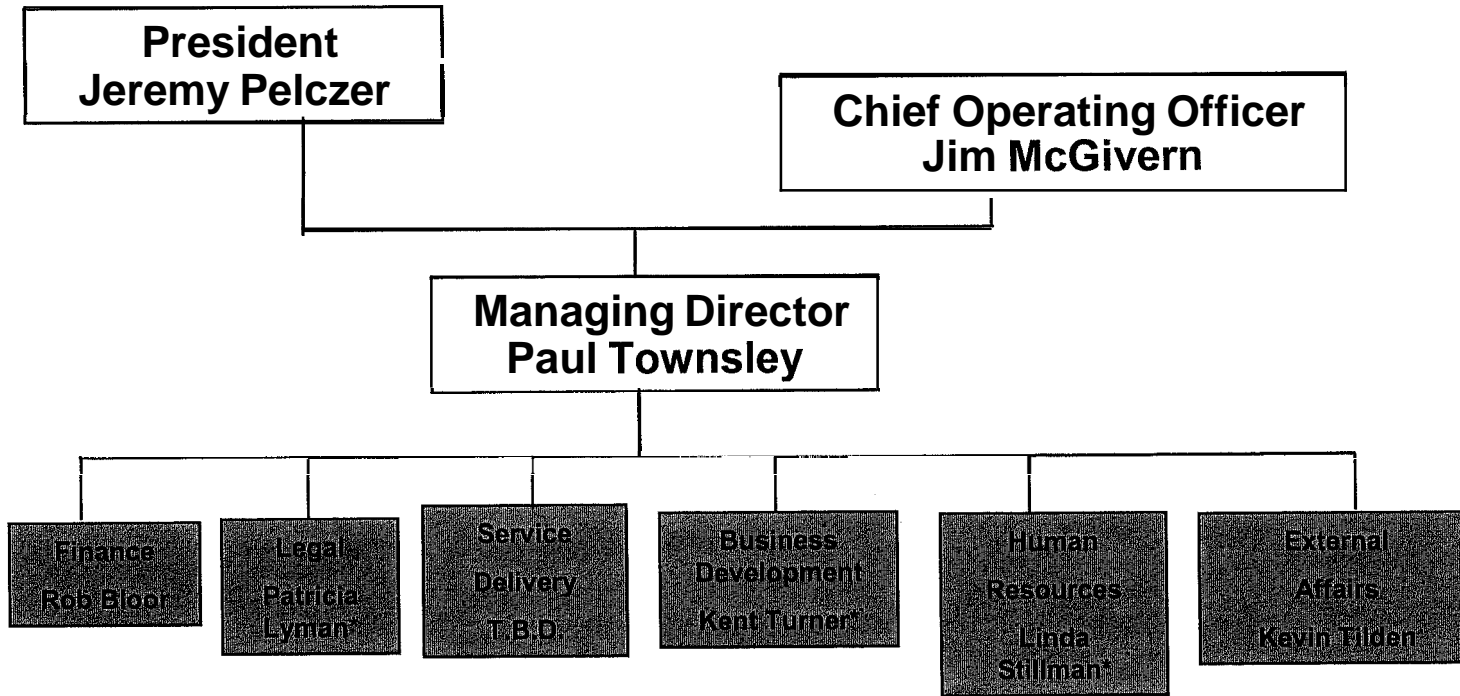 President
Jeremy Pelczer
Chief Operating Officer
Jim McGivern
Managing Director
Paul Townsley
Finance
Rob Bloor
Legal
Patricia
Lyman*
Service
Delivery
T.B.D.
Business
Development
Kent Turner*
Human
Resources
Linda
Stillman*
External
Affairs
Kevin Tilden